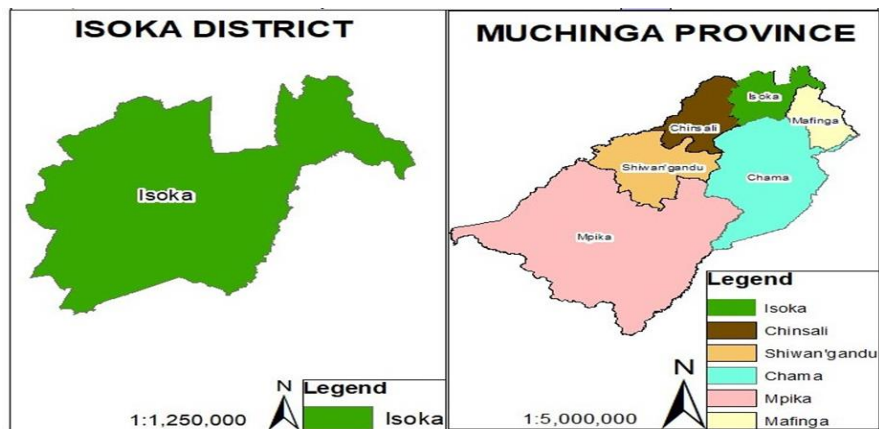 ISOKA DISTRICT
Isoka
1:1,250,000
N
Legend
Isoka
MUCHINGA PROVINCE
Isoka
Mafinga
Chinsali
Shiwan'gandu
Chama
Mpika
1:5,000,000
N
Legend
Isoka
Chinsali
Shiwan'gandu
Chama
Mpika
Mafinga